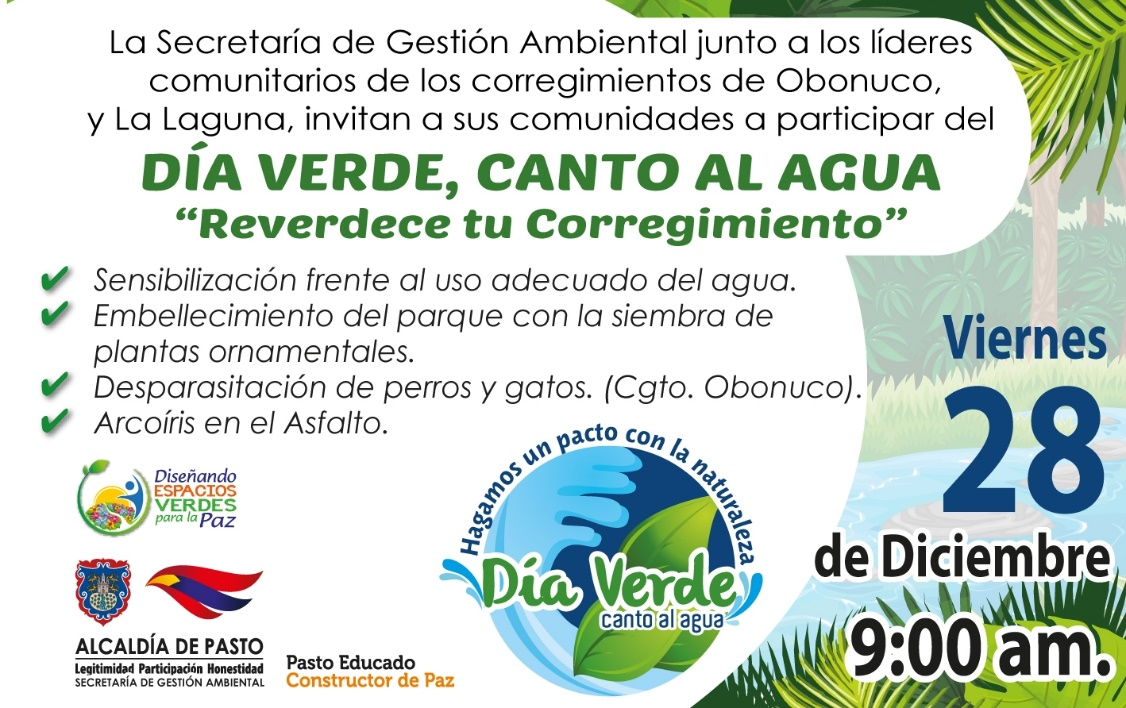 La Secretaría de Gestión Ambiental junto a los líderes
comunitarios de los corregimientos de Obonuco,
y La Laguna, invitan a sus comunidades a participar del
DÍA VERDE, CANTO AL AGUA
“Reverdece tu Corregimiento”
✔ Sensibilización frente al uso adecuado del agua.
✔ Embellecimiento del parque con la siembra de
plantas ornamentales.
✔ Desparasitación de perros y gatos. (Cgto. Obonuco).
✔ Arcoíris en el Asfalto.
Viernes
28
de Diciembre
9:00 am.
Hagamos un pacto con la naturaleza
Día Verde
canto al agua
Diseñando
ESPACIOS
VERDES
para la Paz
ALCALDÍA DE PASTO
Legitimidad Participación Honestidad
SECRETARÍA DE GESTIÓN AMBIENTAL
Pasto Educado
Constructor de Paz